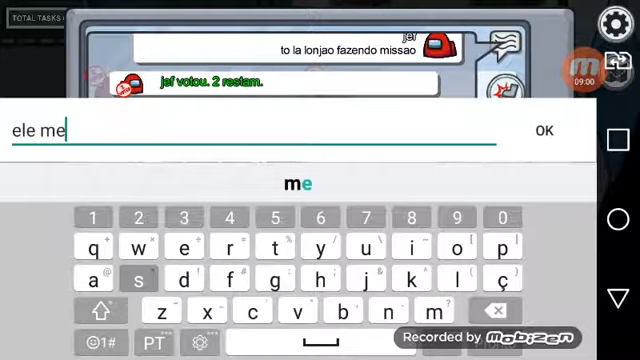 TOTAL TASKS
jef
to la lonjao fazendo missao
jef votou. 2 restam.
09:00
ele me
OK
me
1 2 3 4 5 6 7 8 9 0
q w e r t y u i o p
a s d f g h j k l ç
z x c v b n m
1# PT
Recorded by MOBIZEN